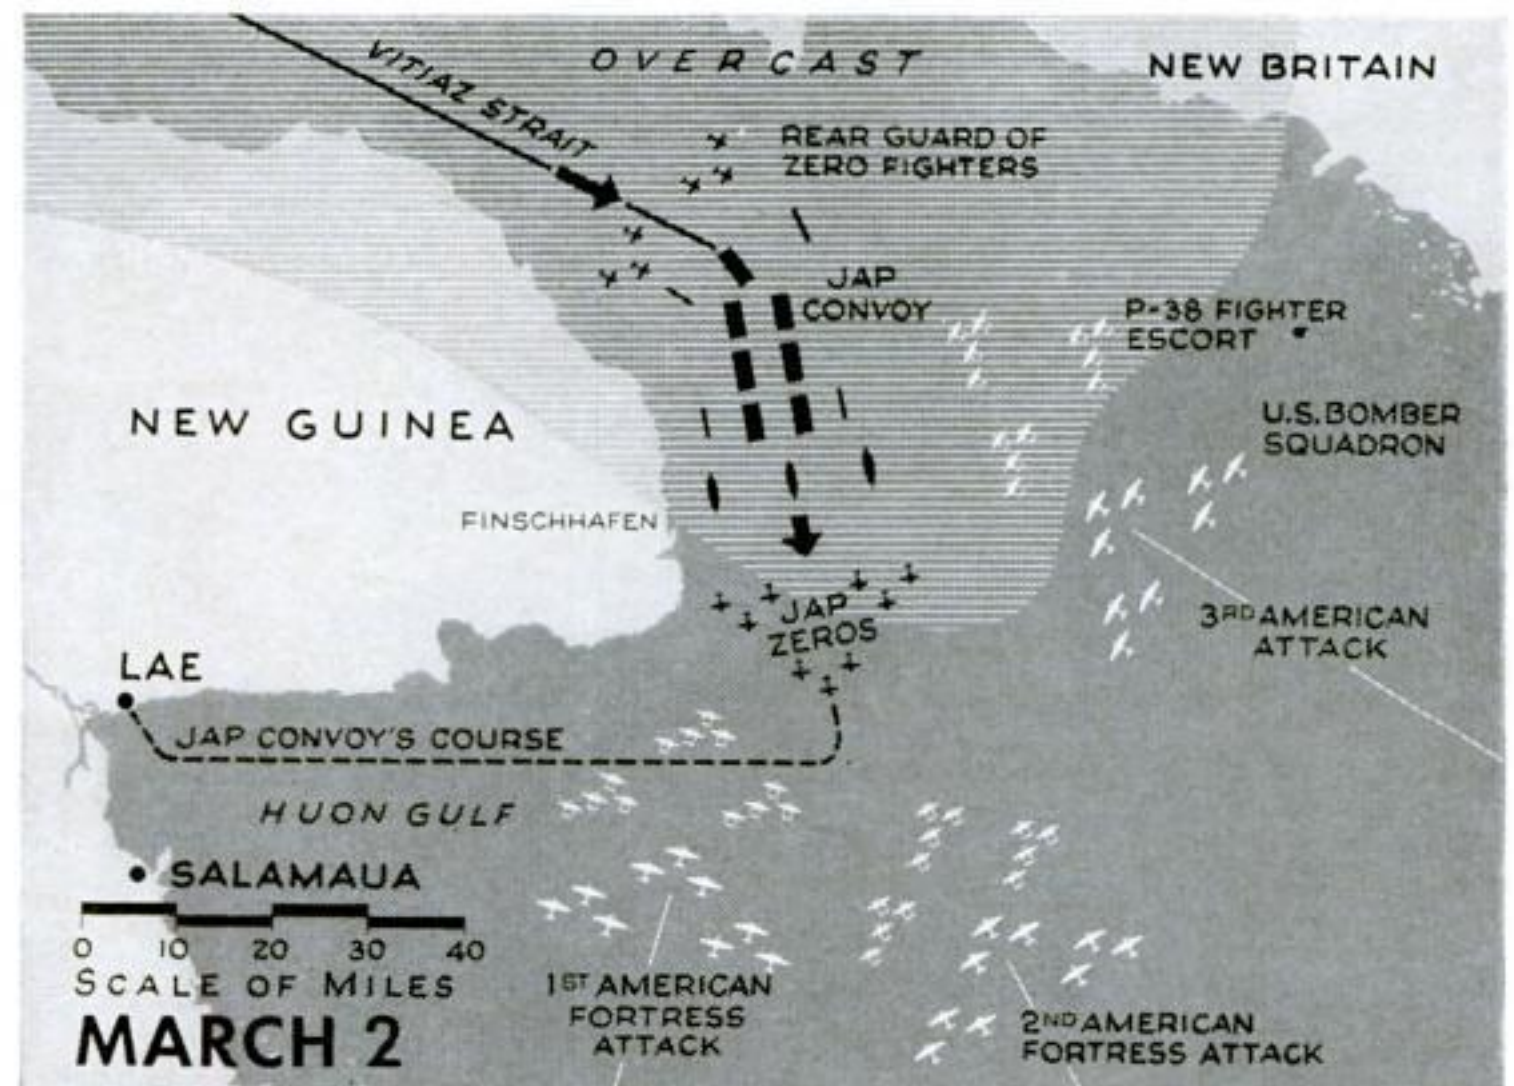 VITIAZ STRAIT
OVERCAST
NEW BRITAIN
REAR GUARD OF
ZERO FIGHTERS
JAP
CONVOY
P-38 FIGHTER
ESCORT
U.S. BOMBER
SQUADRON
NEW GUINEA
FINSCHHAFEN
JAP
ZEROS
3RD AMERICAN
ATTACK
LAE
JAP CONVOY'S COURSE
HUON GULF
SALAMAUA
0 10 20 30 40
SCALE OF MILES
MARCH 2
1ST AMERICAN
FORTRESS
ATTACK
2ND AMERICAN
FORTRESS ATTACK